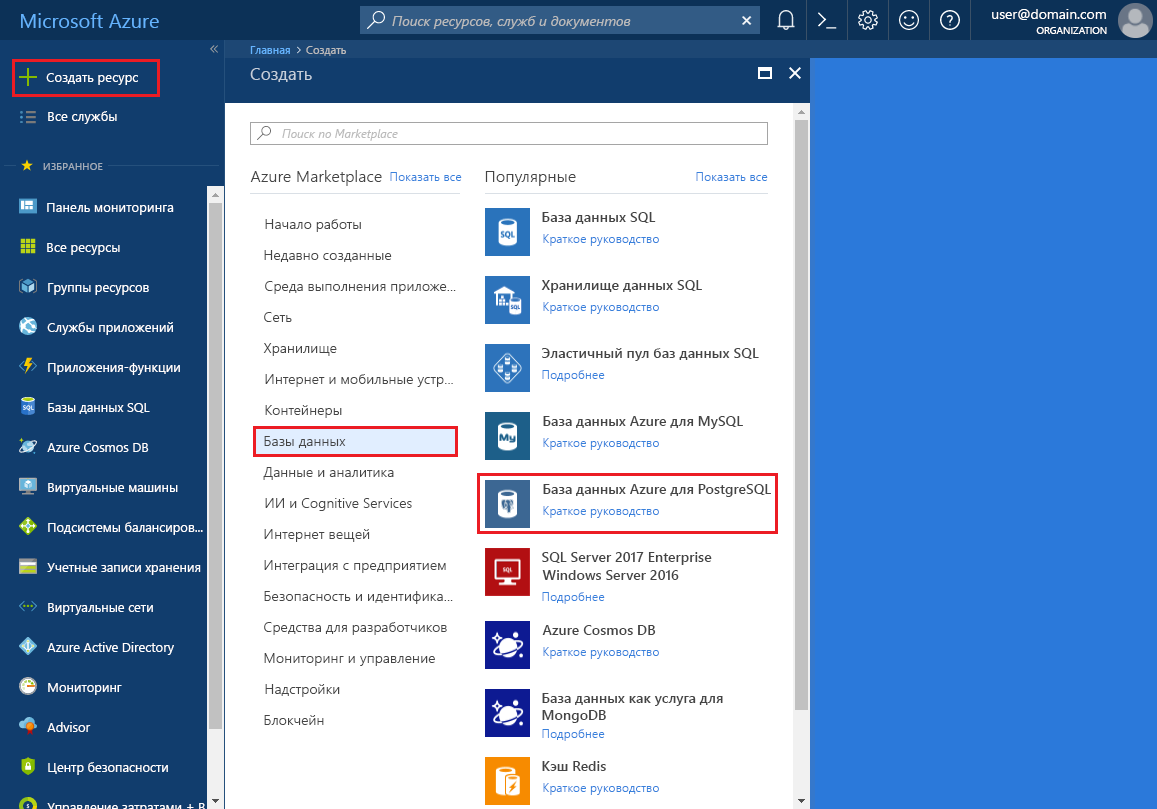 Microsoft Azure
Поиск ресурсов, служб и документов
user@domain.com
ORGANIZATION
Создать ресурс
Все службы
ИЗБРАННОЕ
Панель мониторинга
Все ресурсы
Группы ресурсов
Службы приложений
Приложения-функции
Базы данных SQL
Azure Cosmos DB
Виртуальные машины
Подсистемы балансиров...
Учетные записи хранения
Виртуальные сети
Azure Active Directory
Мониторинг
Advisor
Центр безопасности
Управление затратами + В
Главная > Создать
Создать
Поиск по Marketplace
Azure Marketplace Показать все
Начало работы
Недавно созданные
Среда выполнения приложе...
Сеть
Хранилище
Интернет и мобильные устр...
Контейнеры
Базы данных
Данные и аналитика
ИИ и Cognitive Services
Интернет вещей
Интеграция с предприятием
Безопасность и идентифика...
Средства для разработчиков
Мониторинг и управление
Надстройки
Блокчейн
Популярные Показать все
SQL
База данных SQL
Краткое руководство
SQL
Хранилище данных SQL
Краткое руководство
Эластичный пул баз данных SQL
Подробнее
My
База данных Azure для MySQL
Краткое руководство
База данных Azure для PostgreSQL
Краткое руководство
SQL
SQL Server 2017 Enterprise
Windows Server 2016
Подробнее
Azure Cosmos DB
Краткое руководство
База данных как услуга для
MongoDB
Подробнее
Кэш Redis
Краткое руководство